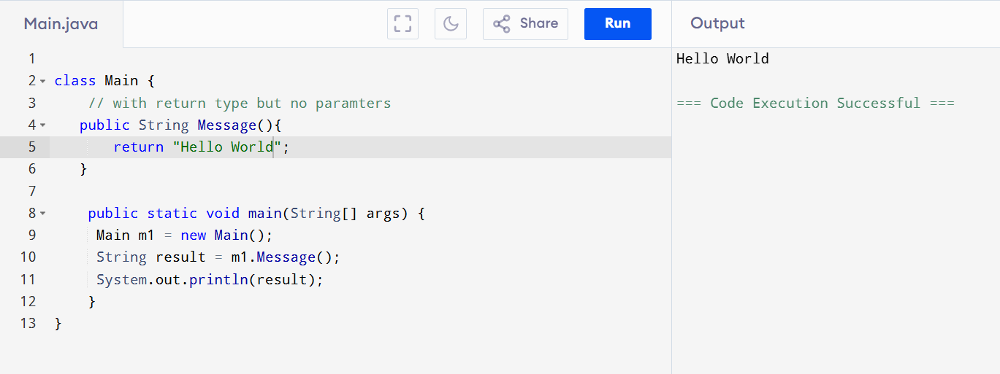 Main.java
Share
Run
Output
1
2 class Main {
3 // with return type but no paramters
4 public String Message(){
5 return "Hello World";
6 }
7
8 public static void main(String[] args) {
9 Main m1 = new Main();
10 String result = m1.Message();
11 System.out.println(result);
12 }
13 }
Hello World
=== Code Execution Successful ===